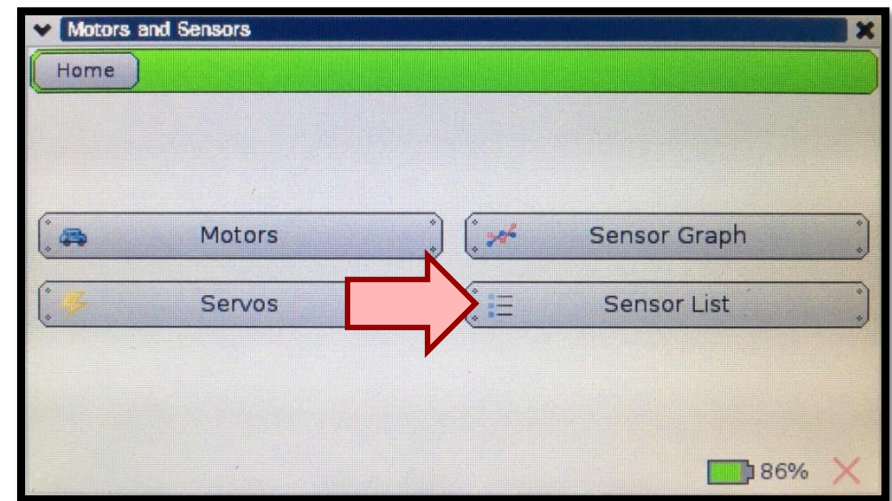 Motors and Sensors
Home
Motors
Sensor Graph
Servos
Sensor List
86%